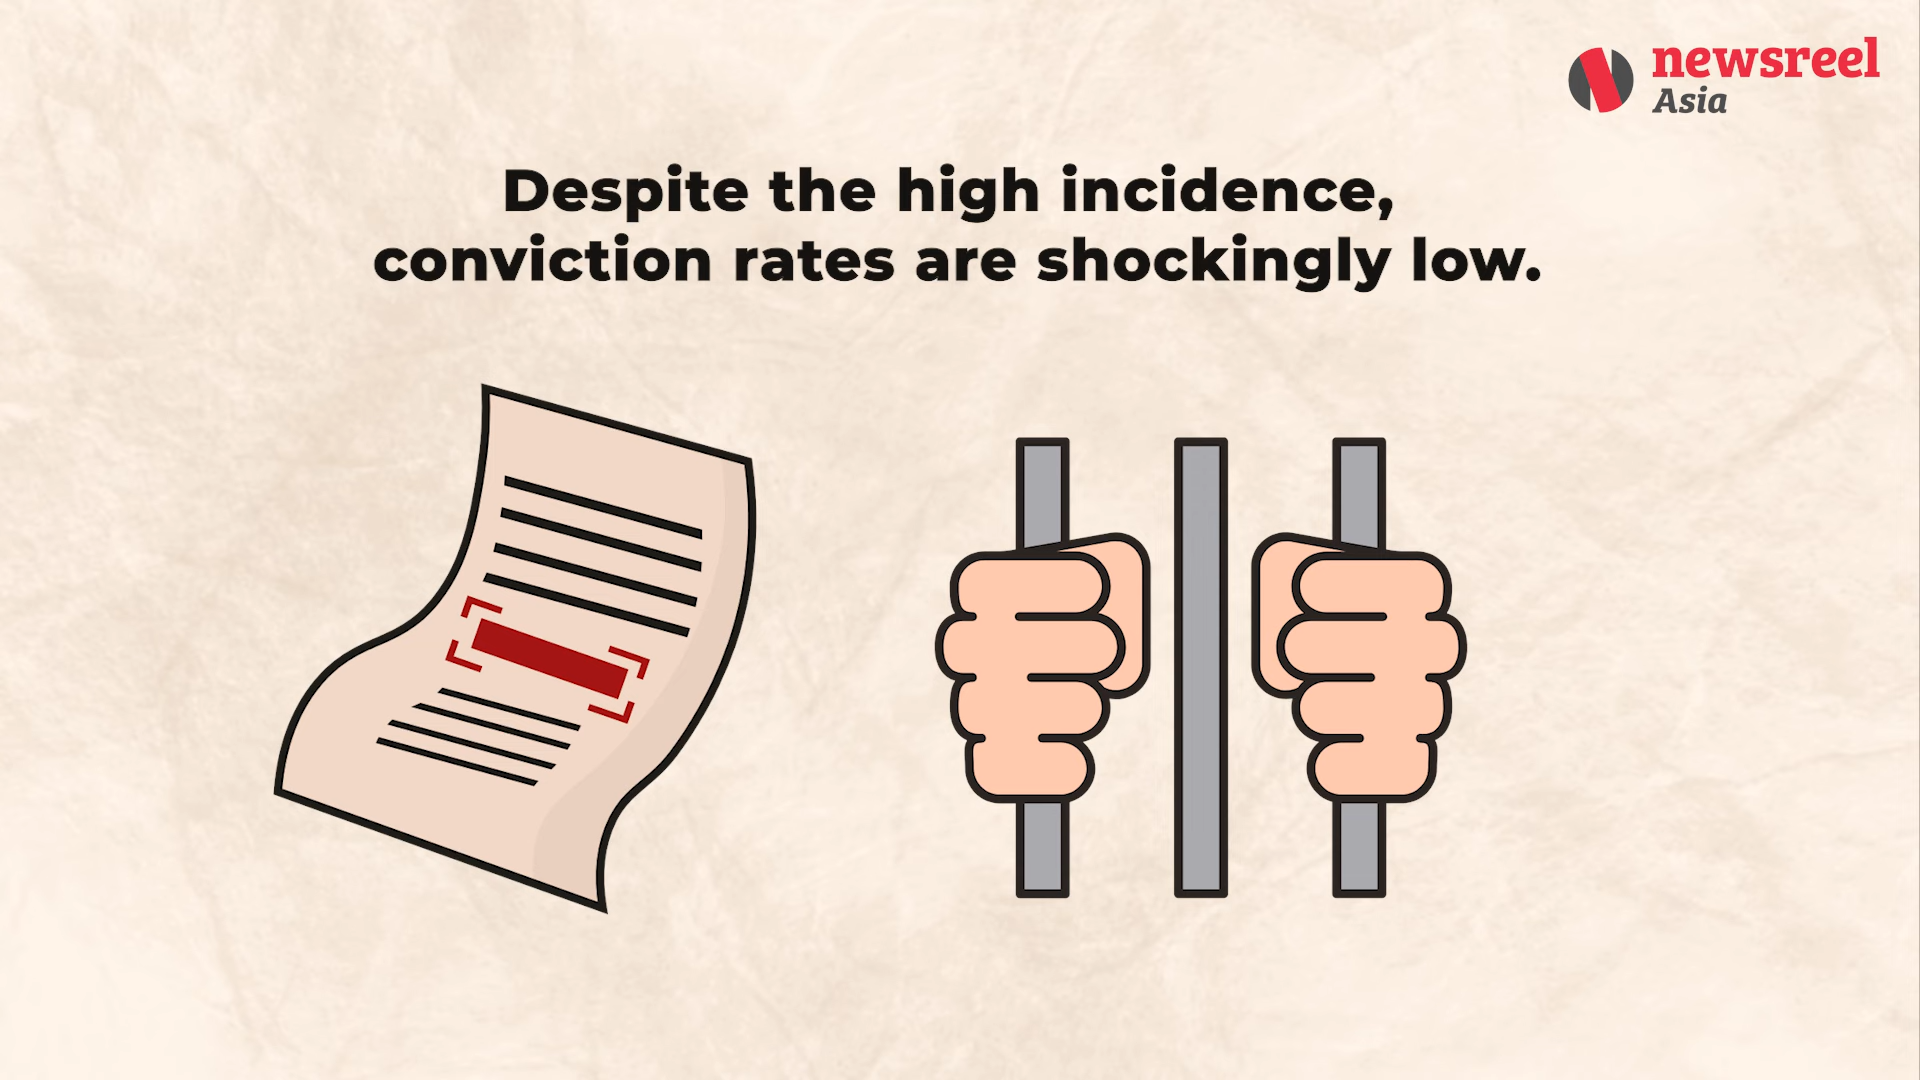 newsreel
Asia
Despite the high incidence,
conviction rates are shockingly low.